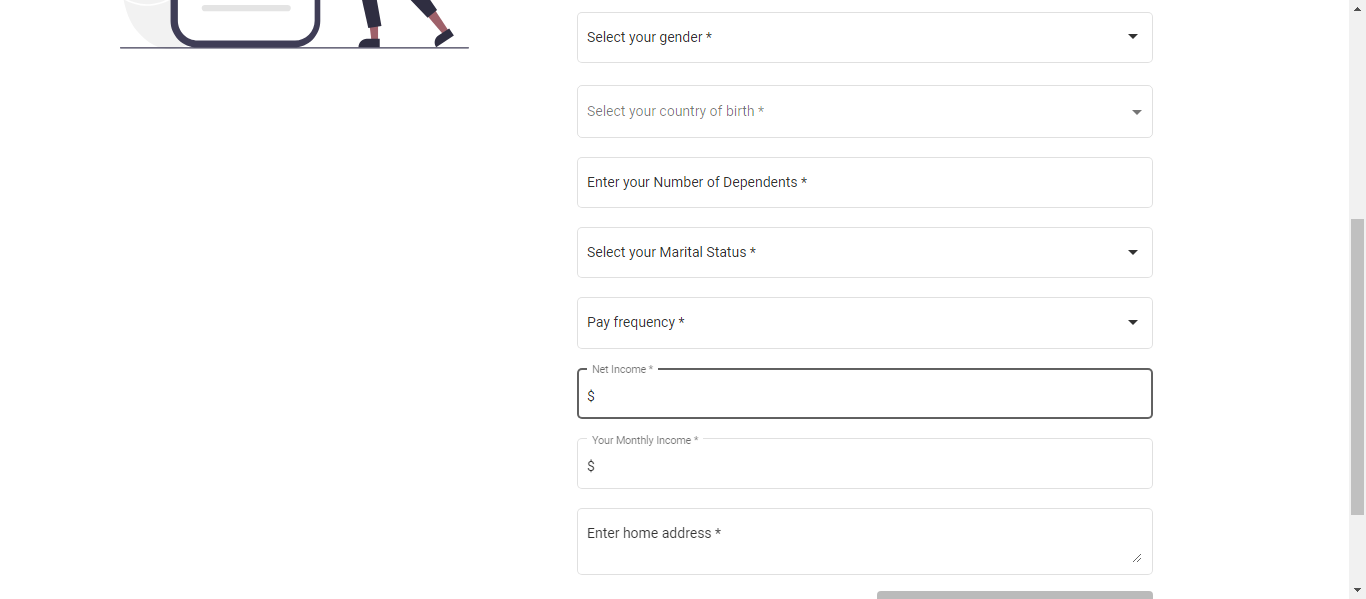 Select your gender *
Select your country of birth *
Enter your Number of Dependents *
Select your Marital Status *
Pay frequency *
Net Income *
$
Your Monthly Income *
$
Enter home address *